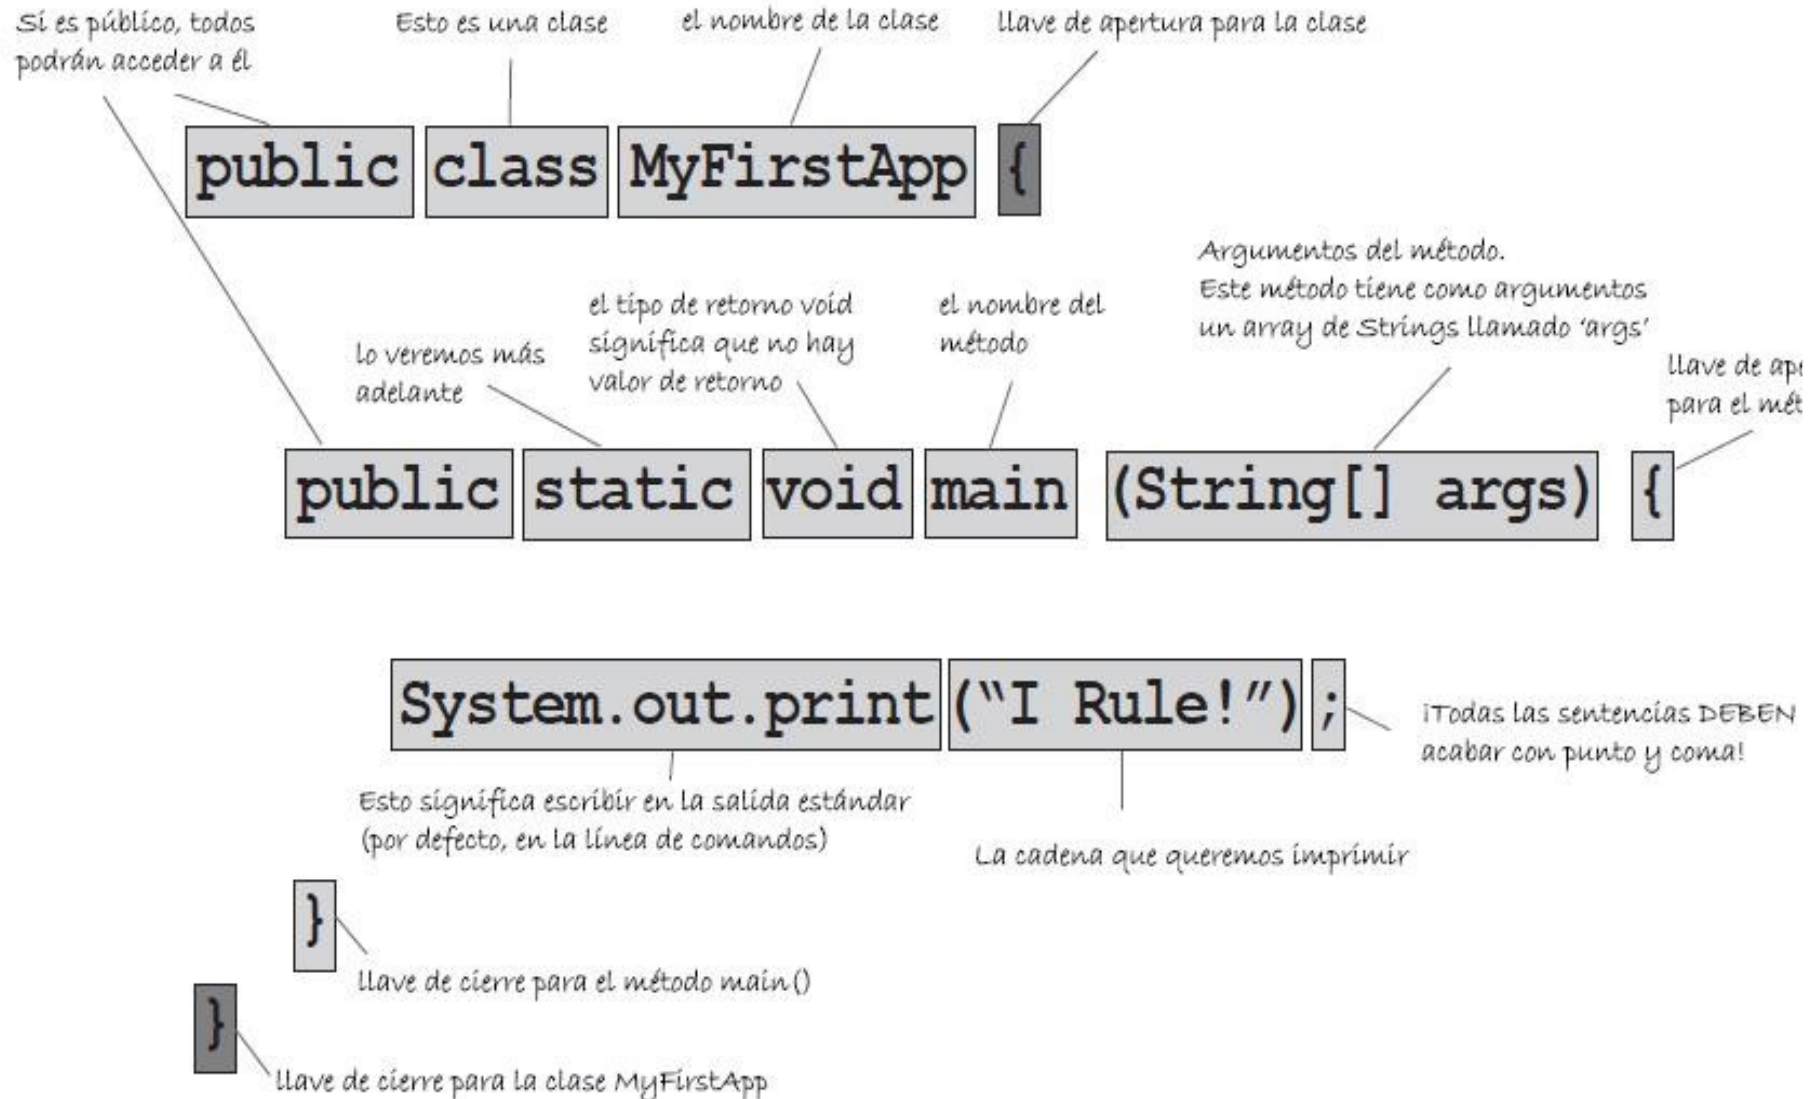 Si es público, todos
podrán acceder a él
Esto es una clase
el nombre de la clase
llave de apertura para la clase
public class MyFirstApp {
Argumentos del método.
Este método tiene como argumentos
un array de Strings llamado ‘args’
el tipo de retorno void
significa que no hay
valor de retorno
el nombre del
método
lo veremos más
adelante
llave de
para el
public static void main (String[] args) {
System.out.print (“I Rule!”) ;
¡Todas las sentencias DEBEN
acabar con punto y coma!
Esto significa escribir en la salida estándar
(por defecto, en la línea de comandos)
La cadena que queremos imprimir
}
llave de cierre para el método main()
}
llave de cierre para la clase MyFirstApp